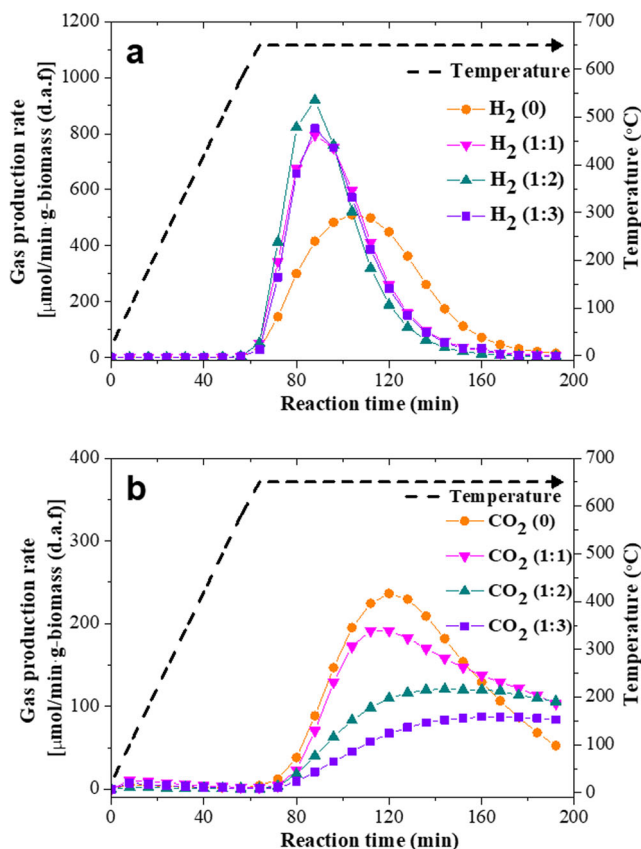 a
1200
1000
800
600
400
200
0
Gas production rate
[µmol/min·g-biomass (d.a.f)]
700
600
500
400
300
200
100
0
Temperature (°C)
Temperature
H2 (0)
H2 (1:1)
H2 (1:2)
H2 (1:3)
0 40 80 120 160 200
Reaction time (min)
b
400
300
200
100
0
Gas production rate
[µmol/min·g-biomass (d.a.f)]
700
600
500
400
300
200
100
0
Temperature (°C)
Temperature
CO2 (0)
CO2 (1:1)
CO2 (1:2)
CO2 (1:3)
0 40 80 120 160 200
Reaction time (min)